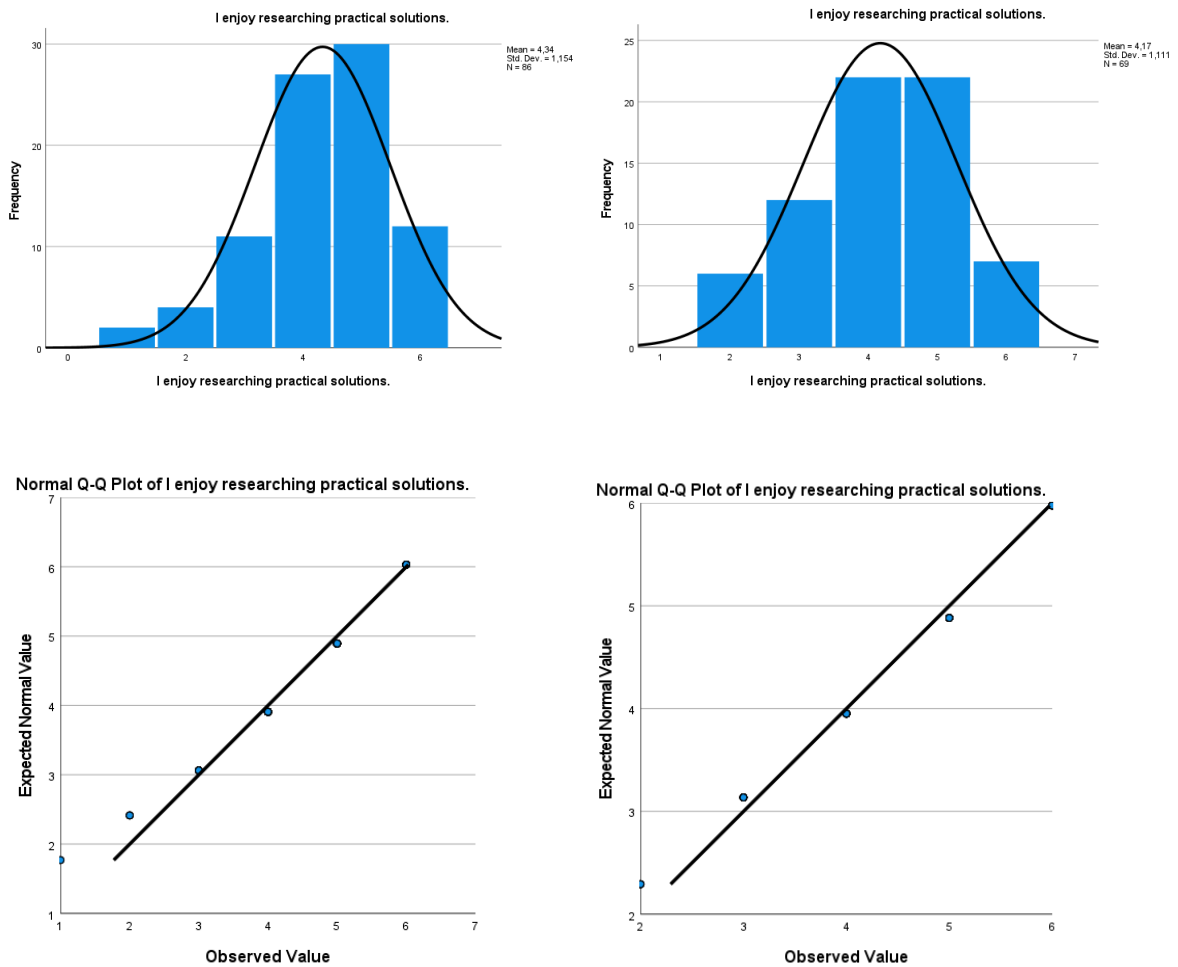 I enjoy researching practical solutions.
Mean = 4,34
Std. Dev. = 1,154
N = 86
30
20
10
0
Frequency
0 2 4 6
I enjoy researching practical solutions.
I enjoy researching practical solutions.
Mean = 4,17
Std. Dev. = 1,111
N = 69
25
20
15
10
5
0
Frequency
1 2 3 4 5 6 7
I enjoy researching practical solutions.
Normal Q-Q Plot of I enjoy researching practical solutions.
7
6
5
4
3
2
1
Expected Normal Value
1 2 3 4 5 6 7
Observed Value
Normal Q-Q Plot of I enjoy researching practical solutions.
6
5
4
3
2
Expected Normal Value
2 3 4 5 6
Observed Value